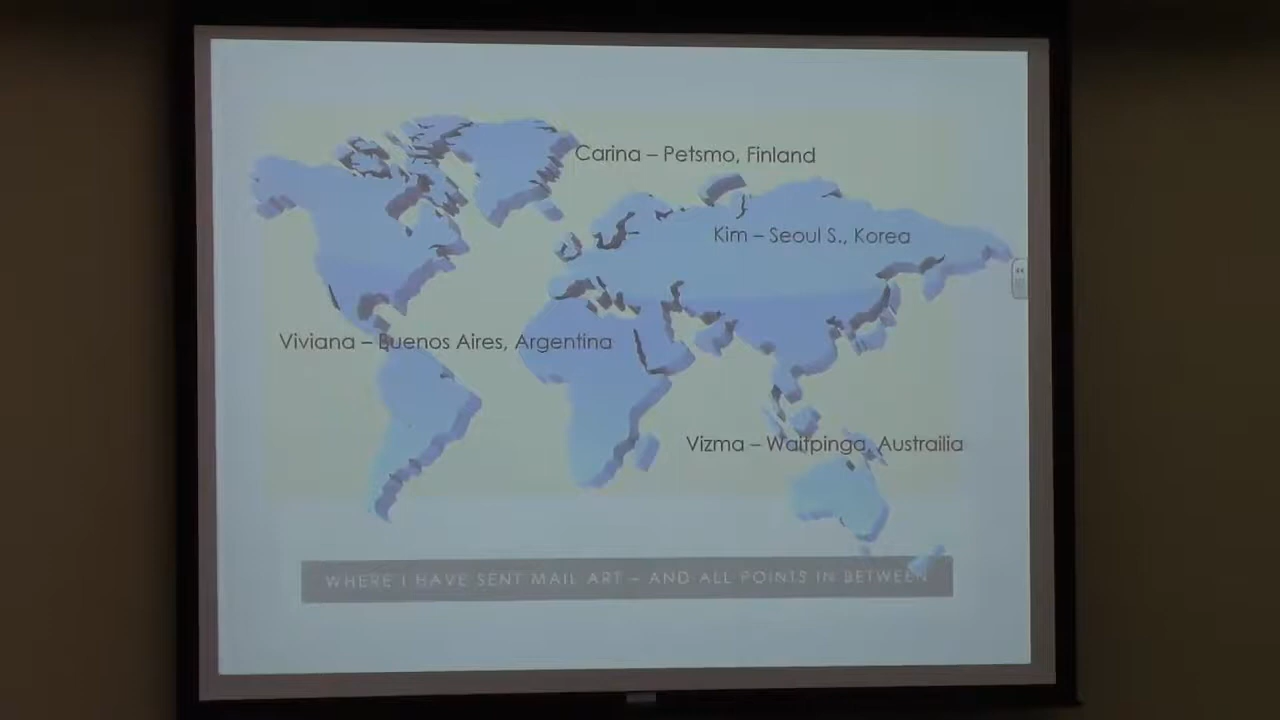 Carina – Petsmo, Finland
Kim – Seoul S., Korea
Viviana – Buenos Aires, Argentina
Vizma – Waitpinga, Austrailia
WHERE I HAVE SENT MAIL ART – AND ALL POINTS IN BETWEEN